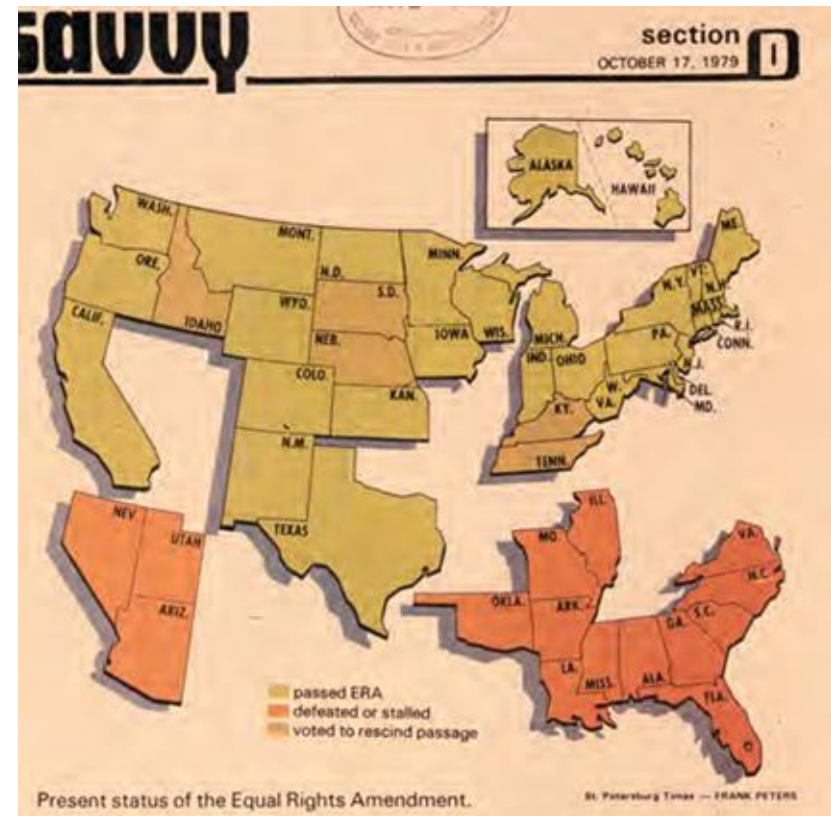 savvy
section D
OCTOBER 17, 1979
ALASKA
HAWAII
WASH.
MONT.
N.D.
MINN.
ME.
ORE.
S.D.
N.Y.
VT.
N.H.
MASS.
R.I.
CONN.
CALIF.
IDAHO
WYO.
NEB.
IOWA
WIS.
MICH.
PA.
N.J.
IND.
OHIO
DEL.
MD.
COLO.
KAN.
KY.
W.
VA.
TENN.
N.M.
TEXAS
NEV
UTAH
ARIZ.
ILL.
MO.
VA.
N.C.
OKLA.
ARK.
GA.
S.C.
LA.
MISS.
ALA.
FLA.
passed ERA
defeated or stalled
voted to rescind passage
Present status of the Equal Rights Amendment.
St. Petersburg Times — FRANK PETERS